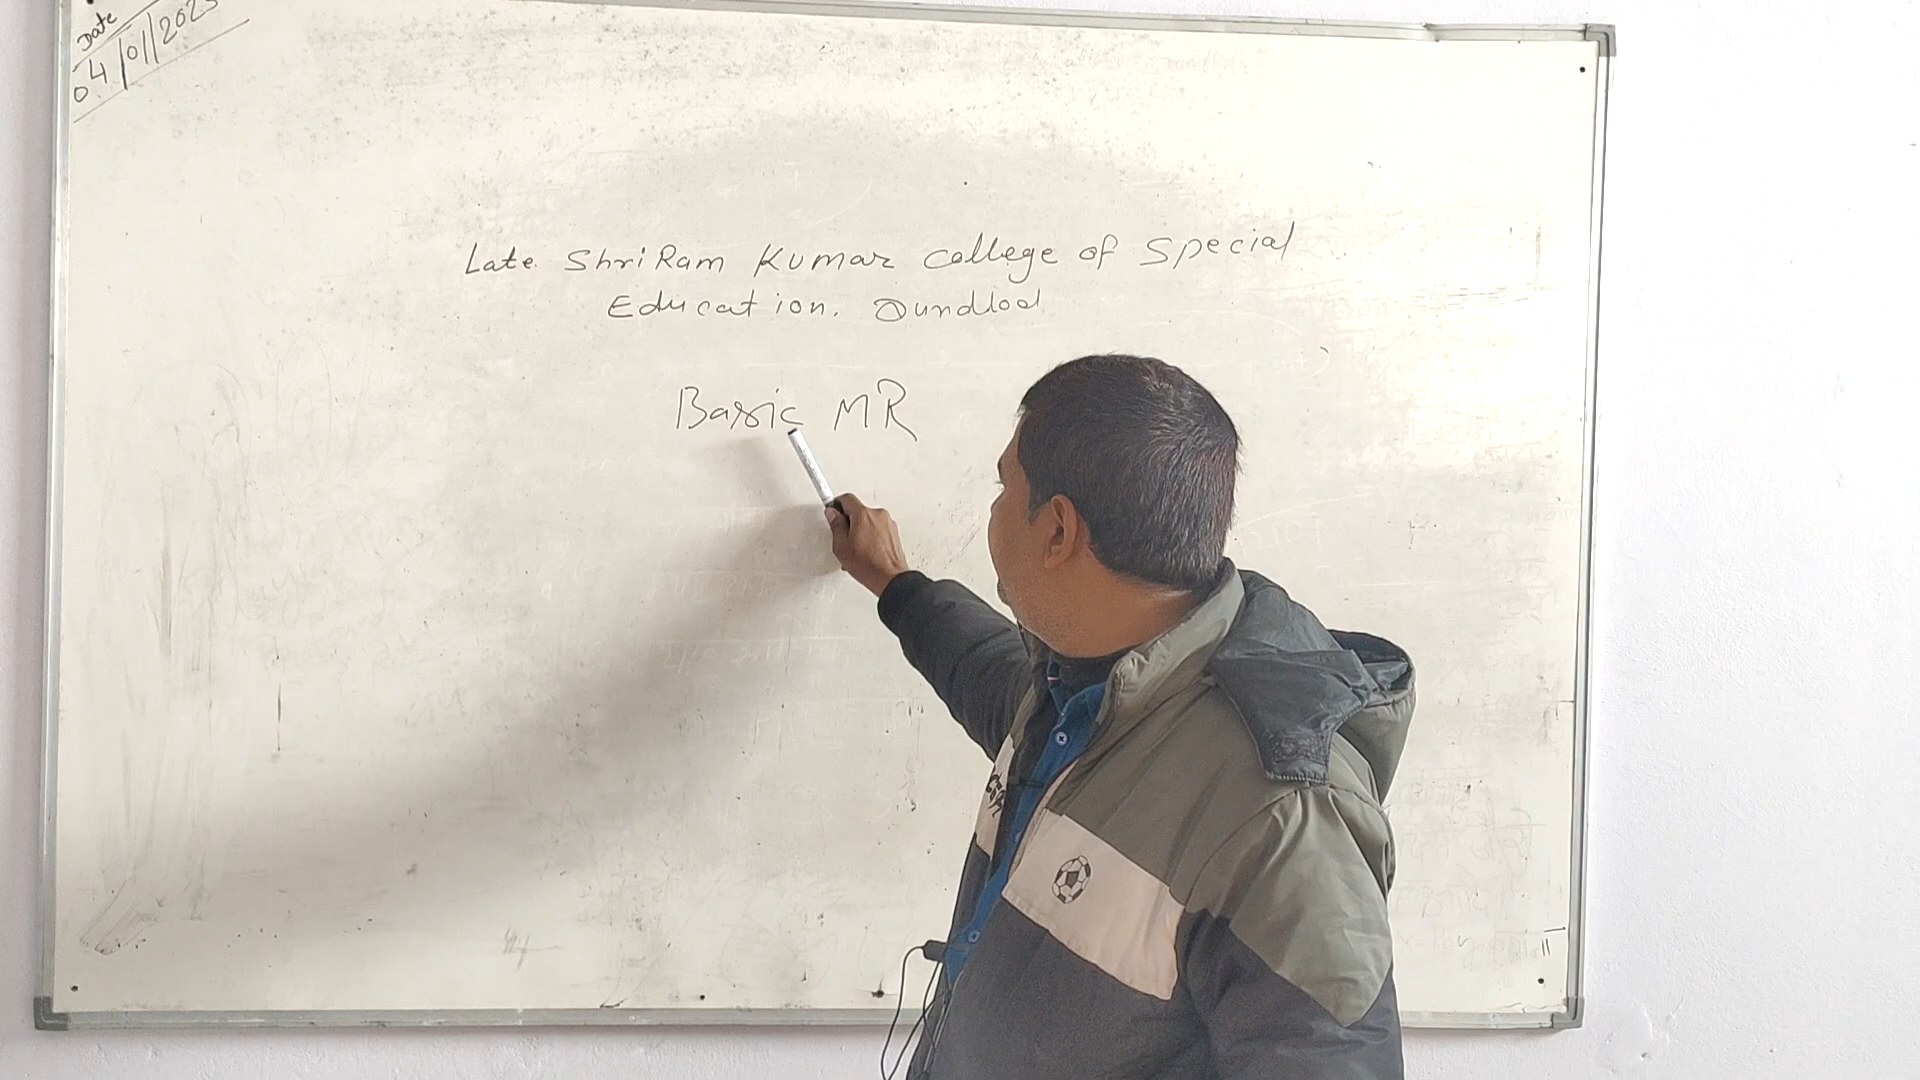 Date
04/01/2023
Late. Shri Ram Kumar College of Special
Education. Dundlod
Basic MR